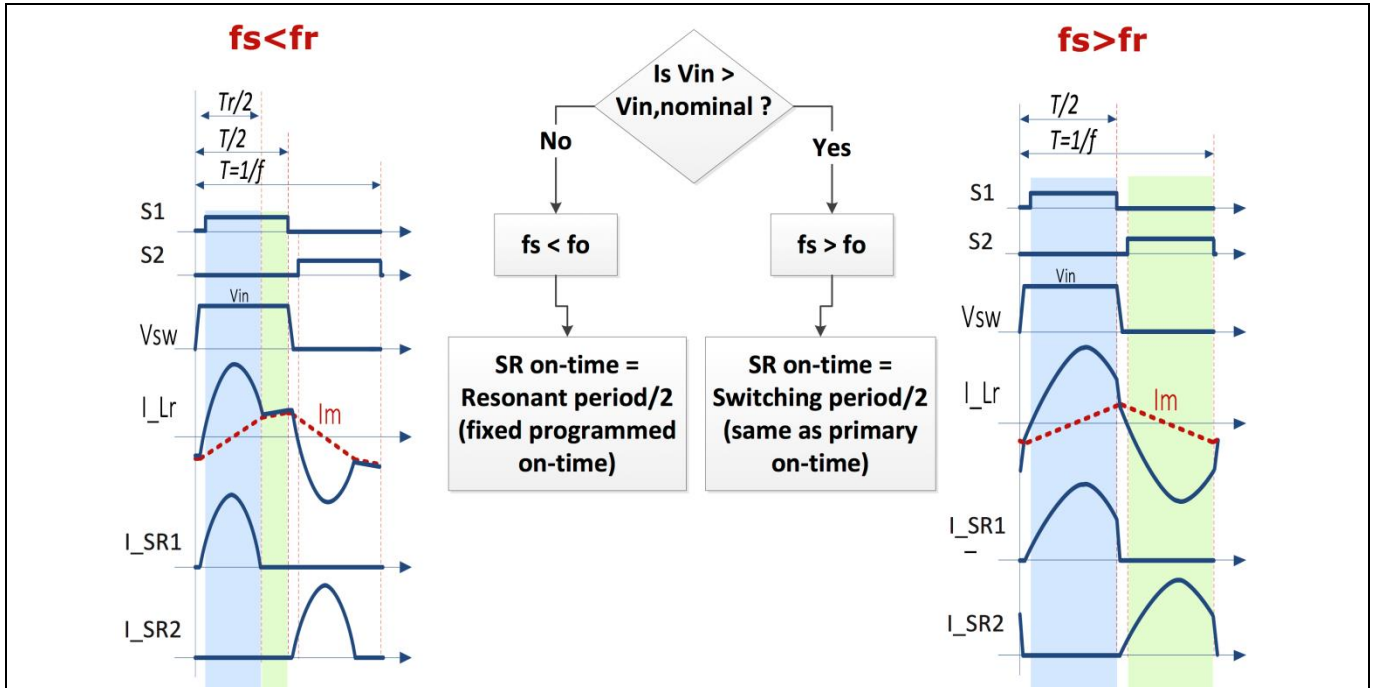 fs<fr
Tr/2
T/2
T=1/f
S1
S2
Vin
Vsw
I_Lr
Im
I_SR1
I_SR2
Is Vin >
Vin,nominal ?
No
Yes
fs < fo
fs > fo
SR on-time =
Resonant period/2
(fixed programmed
on-time)
SR on-time =
Switching period/2
(same as primary
on-time)
fs>fr
T/2
T=1/f
S1
S2
Vin
Vsw
I_Lr
Im
I_SR1
_
I_SR2